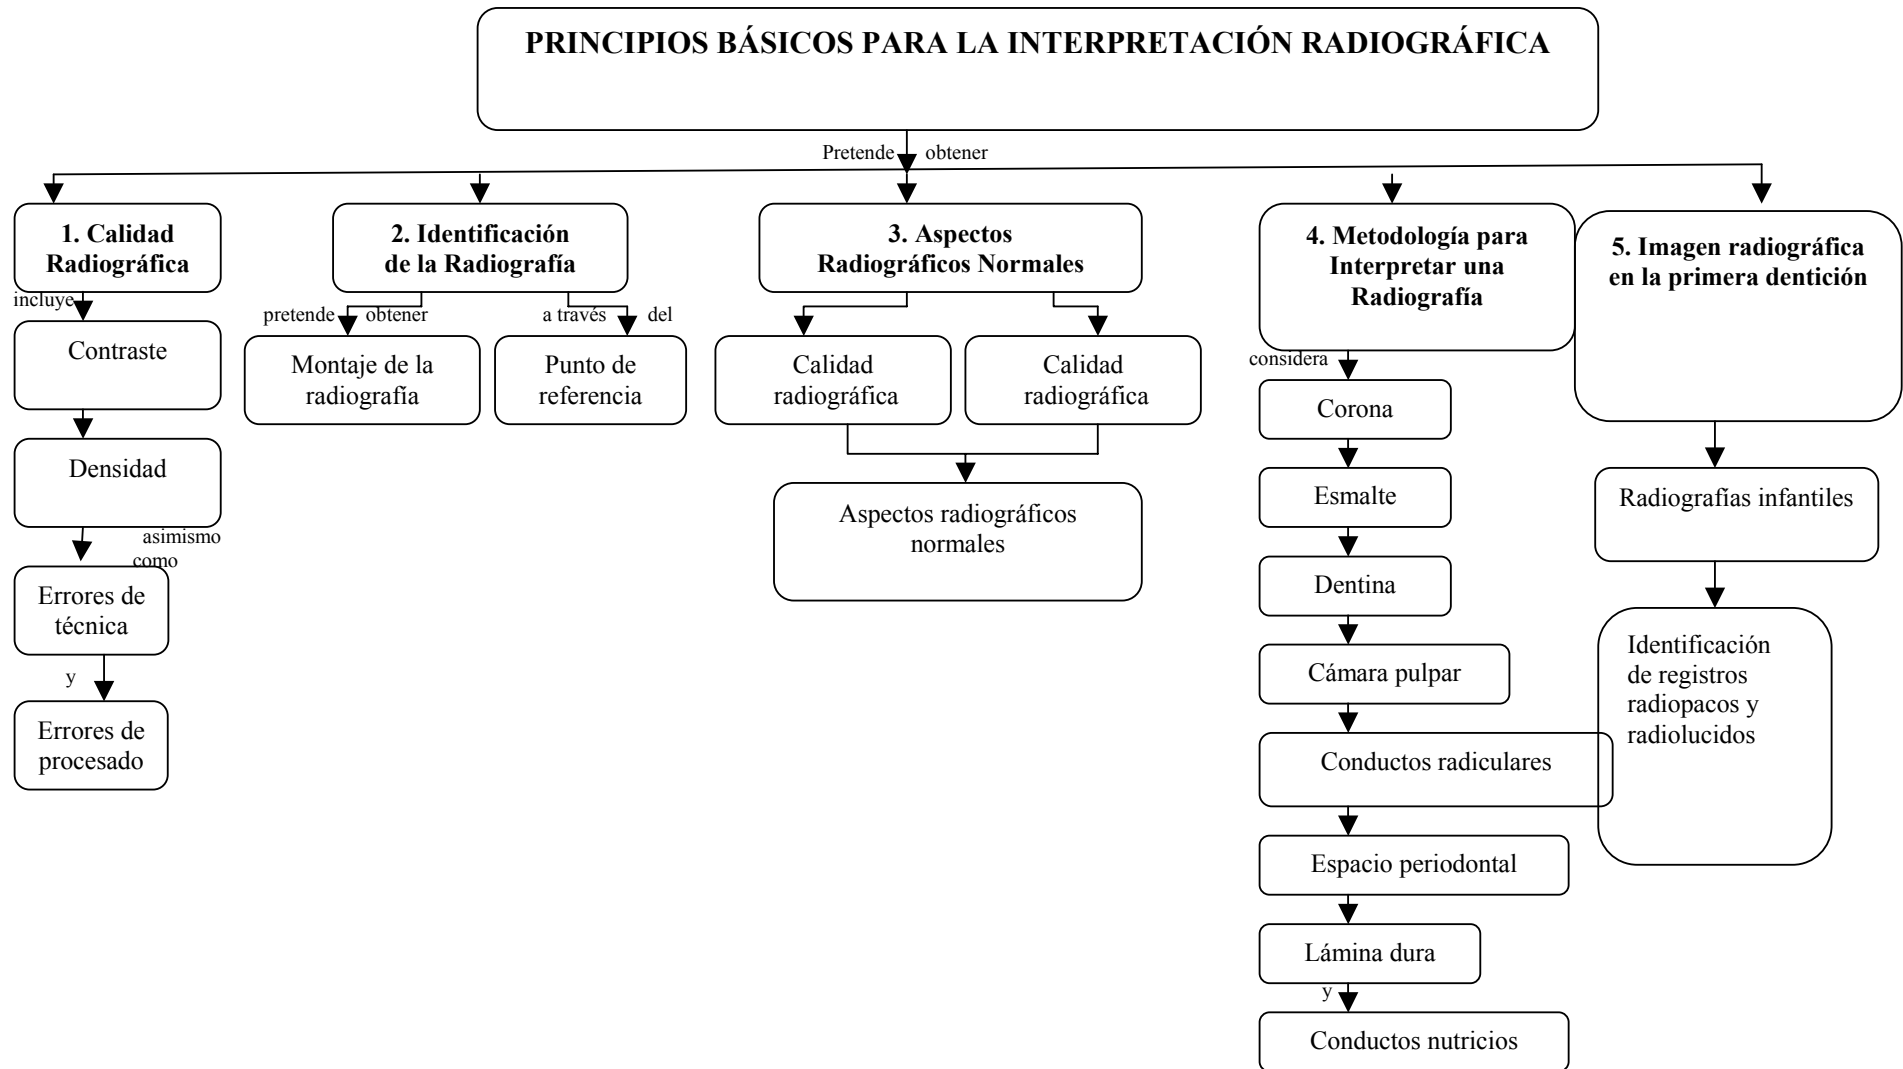 PRINCIPIOS BÁSICOS PARA LA INTERPRETACIÓN RADIOGRÁFICA
Pretende obtener
1. Calidad
Radiográfica
incluye
Contraste
Densidad
asimismo
como
Errores de
técnica
y
Errores de
procesado
2. Identificación
de la Radiografía
pretende obtener
Montaje de la
radiografía
a través del
Punto de
referencia
3. Aspectos
Radiográficos Normales
Calidad
radiográfica
Calidad
radiográfica
Aspectos radiográficos
normales
4. Metodología para
Interpretar una
Radiografía
considera
Corona
Esmalte
Dentina
Cámara pulpar
Conductos radiculares
Espacio periodontal
Lámina dura
y
Conductos nutricios
5. Imagen radiográfica
en la primera dentición
Radiografías infantiles
Identificación
de registros
radiopacos y
radiolucidos